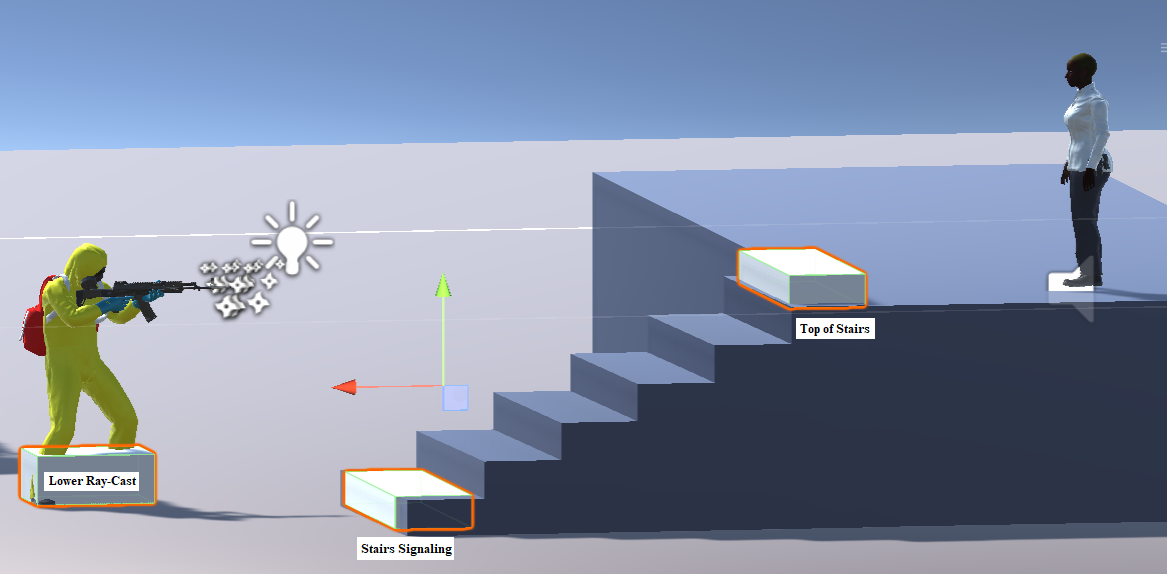 Top of Stairs
Lower Ray-Cast
Stairs Signaling